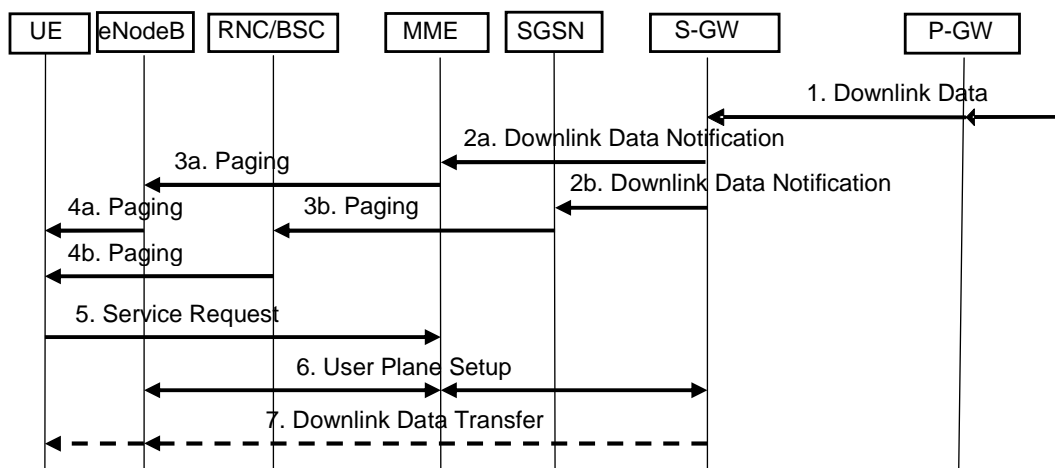 UE eNodeB RNC/BSC MME SGSN S-GW P-GW
1. Downlink Data
2a. Downlink Data Notification
3a. Paging
2b. Downlink Data Notification
4a. Paging
3b. Paging
4b. Paging
5. Service Request
6. User Plane Setup
7. Downlink Data Transfer